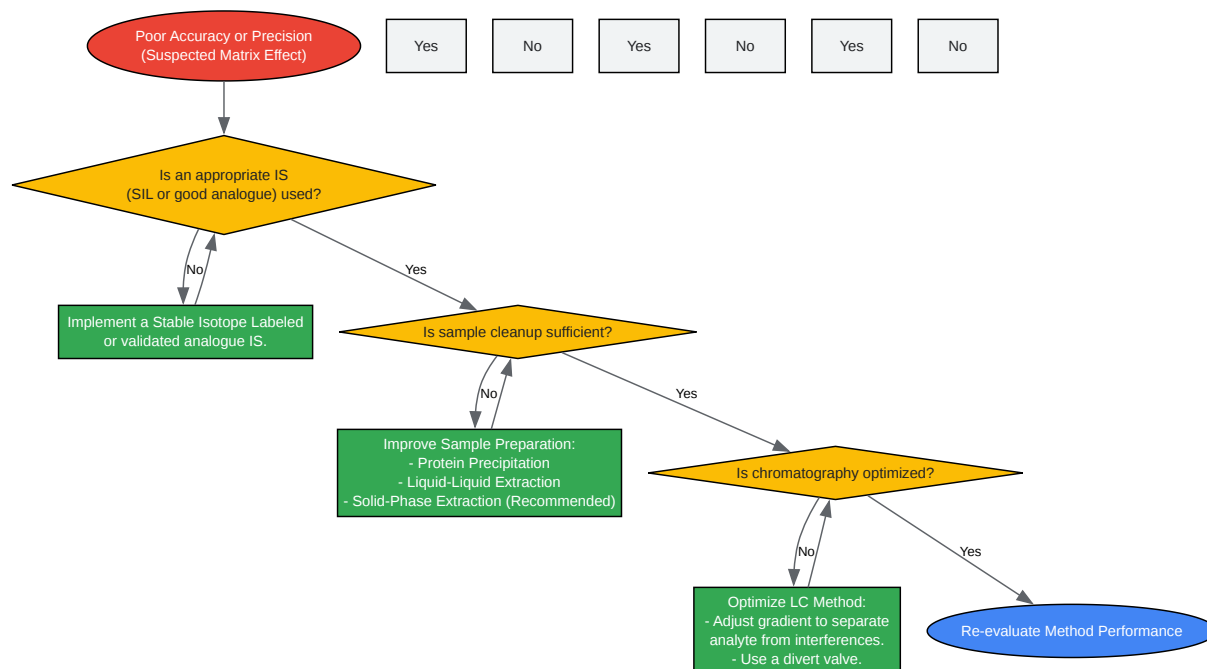 Poor Accuracy or Precision
(Suspected Matrix Effect)
Yes
No
Yes
No
Yes
No
Is an appropriate IS
(SIL or good analogue) used?
No
Yes
Implement a Stable Isotope Labeled
or validated analogue IS.
Is sample cleanup sufficient?
No
Yes
Improve Sample Preparation:
- Protein Precipitation
- Liquid-Liquid Extraction
- Solid-Phase Extraction (Recommended)
Is chromatography optimized?
No
Yes
Optimize LC Method:
- Adjust gradient to separate
analyte from interferences.
- Use a divert valve.
Re-evaluate Method Performance